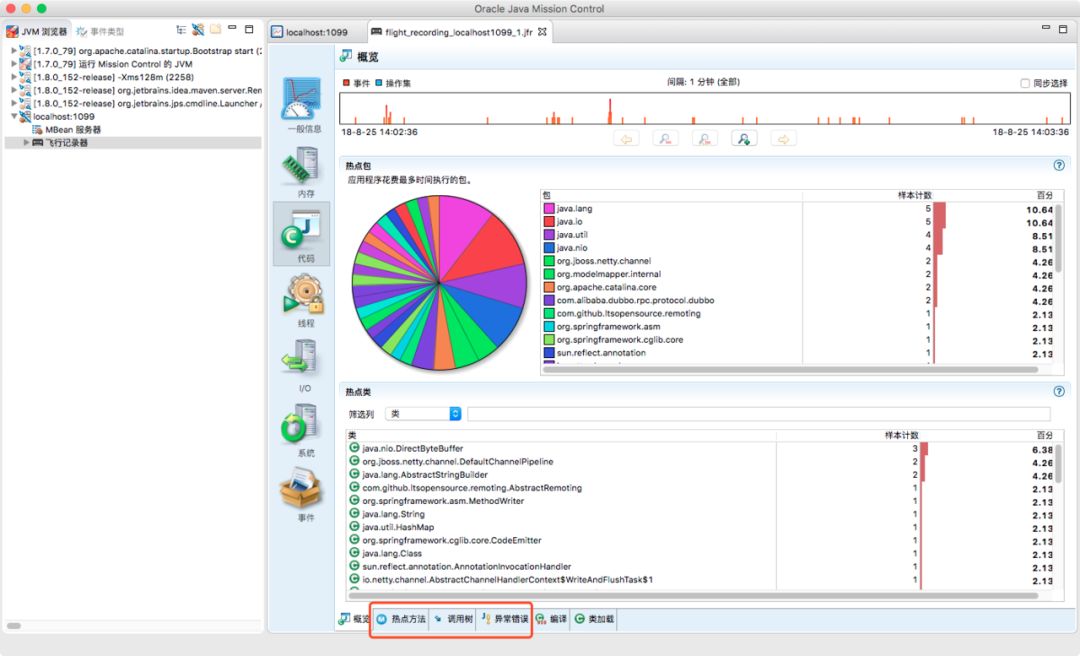 Oracle Java Mission Control
JVM 浏览器
事件类型
[1.7.0_79] org.apache.catalina.startup.Bootstrap start (2
[1.7.0_79] 运行 Mission Control 的 JVM
[1.8.0_152-release] -Xms128m (2258)
[1.8.0_152-release] org.jetbrains.idea.maven.server.Rem
[1.8.0_152-release] org.jetbrains.jps.cmdline.Launcher /
localhost:1099
MBean 服务器
飞行记录器
localhost:1099
flight_recording_localhost1099_1.jfr
一般信息
内存
代码
线程
I/O
系统
事件
概览
事件 操作集
间隔: 1 分钟 (全部)
同步选择
18-8-25 14:02:36
18-8-25 14:03:36
热点包
应用程序花费最多时间执行的包。
包 样本计数 百分
java.lang 5 10.64
java.io 5 10.64
java.util 4 8.51
java.nio 4 8.51
org.jboss.netty.channel 2 4.26
org.modelmapper.internal 2 4.26
org.apache.catalina.core 2 4.26
com.alibaba.dubbo.rpc.protocol.dubbo 2 4.26
com.github.ltsopensource.remoting 1 2.13
org.springframework.asm 1 2.13
org.springframework.cglib.core 1 2.13
sun.reflect.annotation 1 2.13
热点类
筛选列 类
类 样本计数 百分
java.nio.DirectByteBuffer 3 6.38
org.jboss.netty.channel.DefaultChannelPipeline 2 4.26
java.lang.AbstractStringBuilder 2 4.26
com.github.ltsopensource.remoting.AbstractRemoting 1 2.13
org.springframework.asm.MethodWriter 1 2.13
java.lang.String 1 2.13
java.util.HashMap 1 2.13
org.springframework.cglib.core.CodeEmitter 1 2.13
java.lang.Class 1 2.13
sun.reflect.annotation.AnnotationInvocationHandler 1 2.13
io.netty.channel.AbstractChannelHandlerContext$WriteAndFlushTask$1 1 2.13
概览 热点方法 调用树 异常错误 编译 类加载